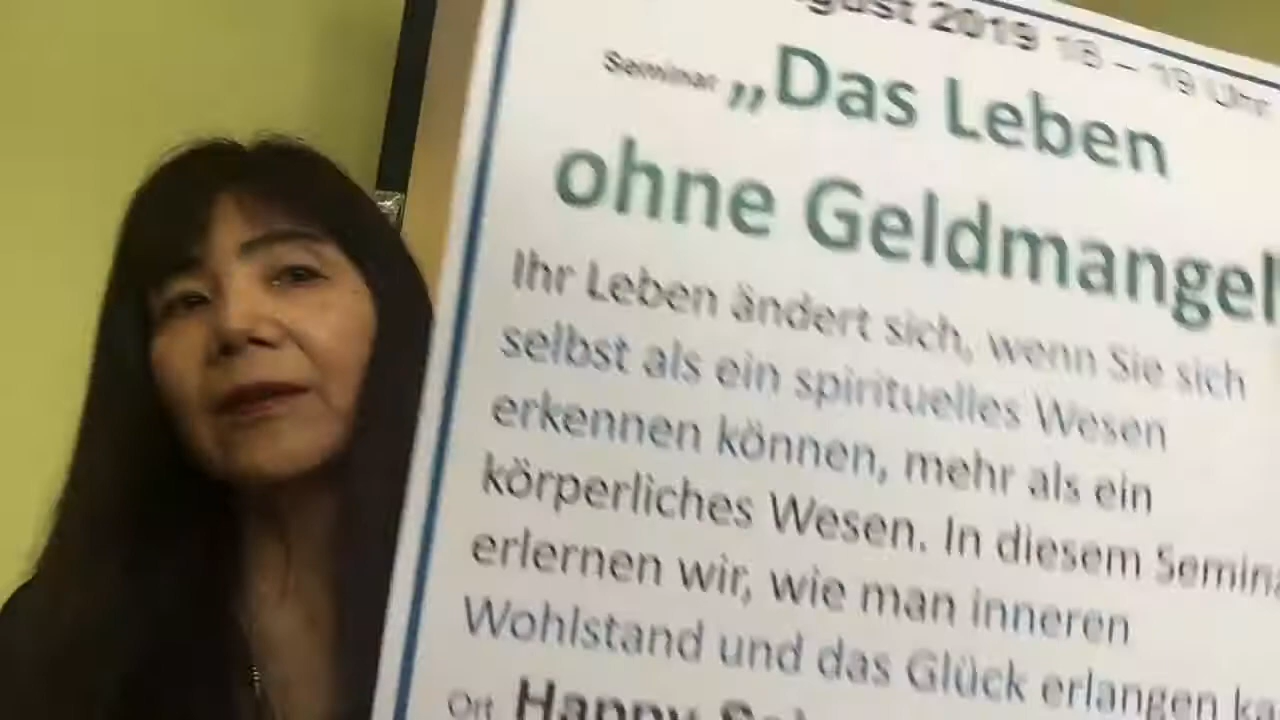 gust 2019 16 – 19 Uhr
Seminar „Das Leben
ohne Geldmangel
Ihr Leben ändert sich, wenn Sie sich
selbst als ein spirituelles Wesen
erkennen können, mehr als ein
körperliches Wesen. In diesem Semina
erlernen wir, wie man inneren
Wohlstand und das Glück erlangen ka
Ort Happy